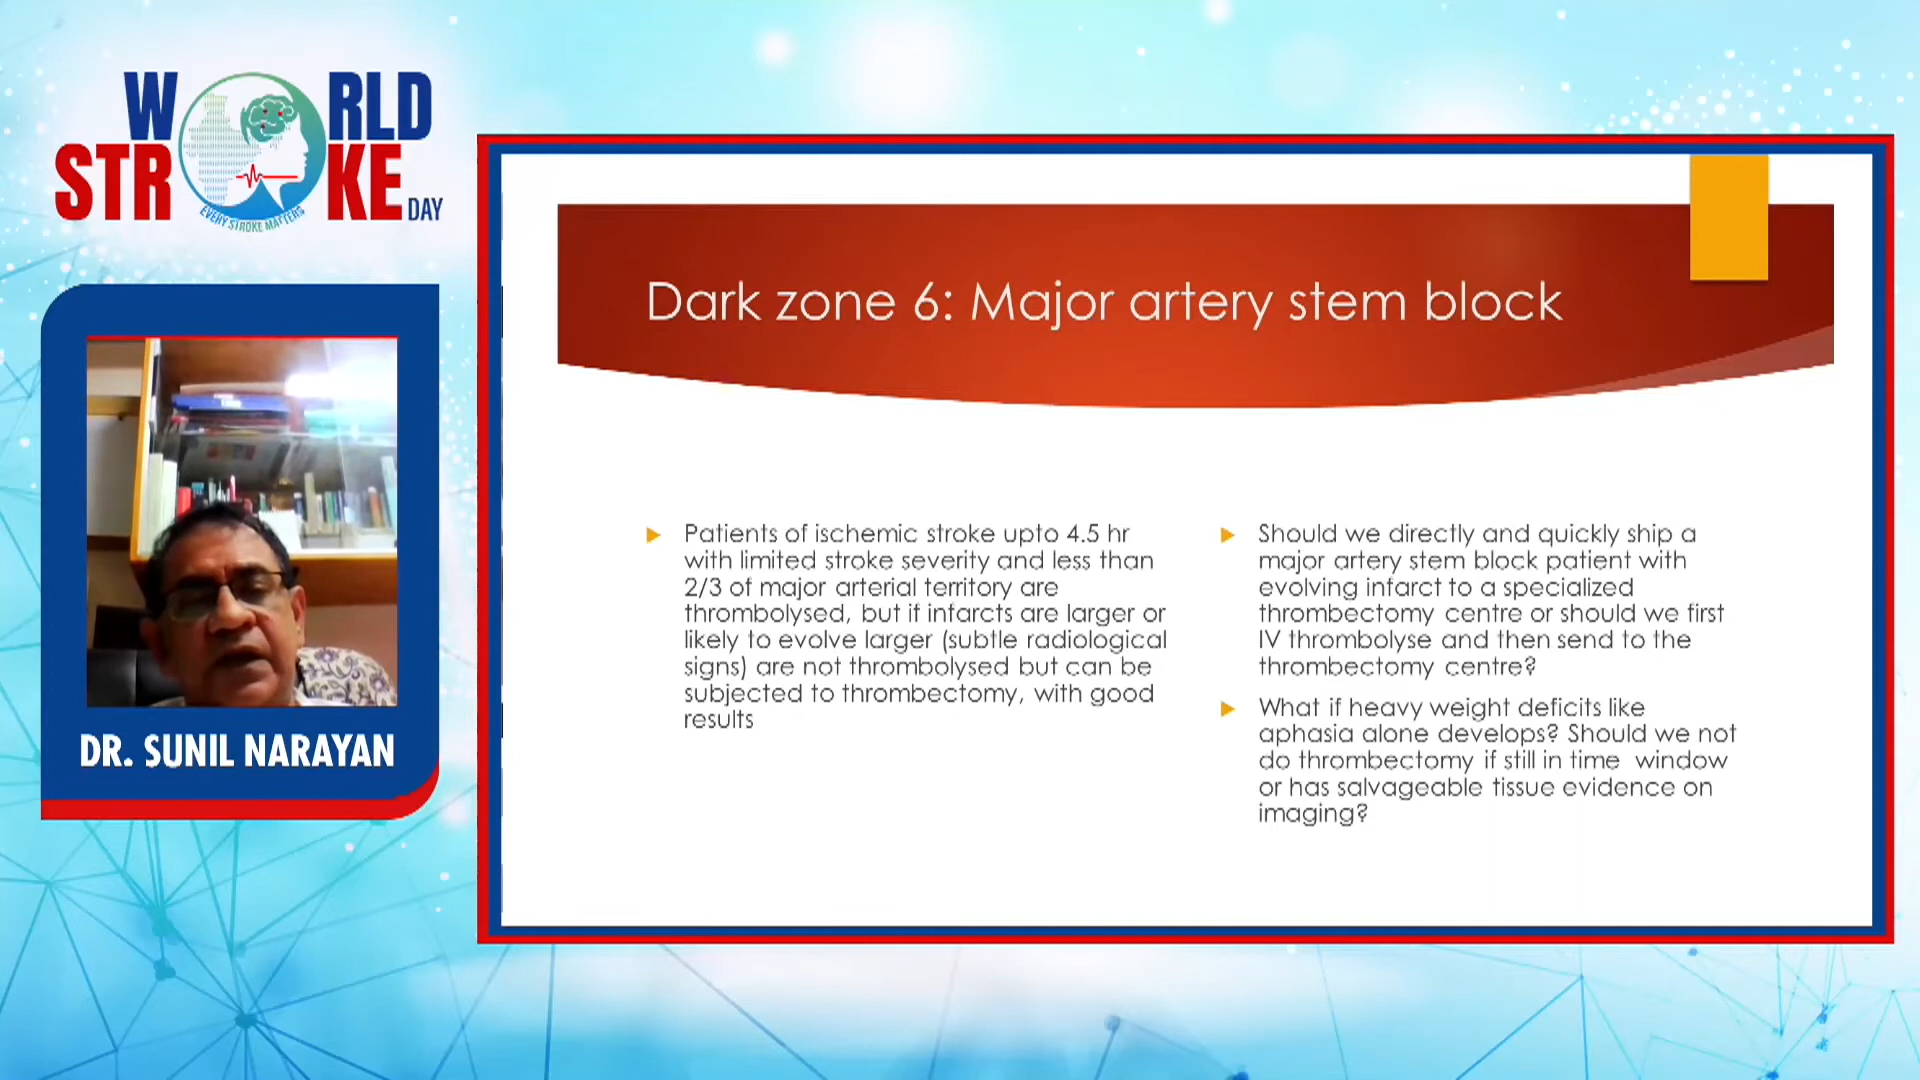 WORLD
STROKE DAY
EVERY STROKE MATTERS
DR. SUNIL NARAYAN
Dark zone 6: Major artery stem block
Patients of ischemic stroke upto 4.5 hr
with limited stroke severity and less than
2/3 of major arterial territory are
thrombolysed, but if infarcts are larger or
likely to evolve larger (subtle radiological
signs) are not thrombolysed but can be
subjected to thrombectomy, with good
results
Should we directly and quickly ship a
major artery stem block patient with
evolving infarct to a specialized
thrombectomy centre or should we first
IV thrombolyse and then send to the
thrombectomy centre?
What if heavy weight deficits like
aphasia alone develops? Should we not
do thrombectomy if still in time window
or has salvageable tissue evidence on
imaging?